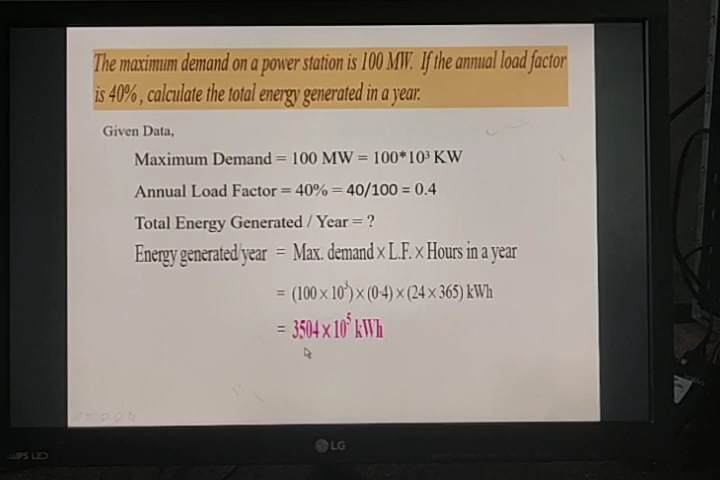 The maximum demand on a power station is 100 MW. If the annual load factor
is 40% , calculate the total energy generated in a year.
Given Data,
Maximum Demand = 100 MW = 100*10³ KW
Annual Load Factor = 40% = 40/100 = 0.4
Total Energy Generated / Year = ?
Energy generated/year = Max. demand × L.F. × Hours in a year
= (100 × 10³) × (0·4) × (24 × 365) kWh
= 3504 × 10⁵ kWh
LG
IPS LED